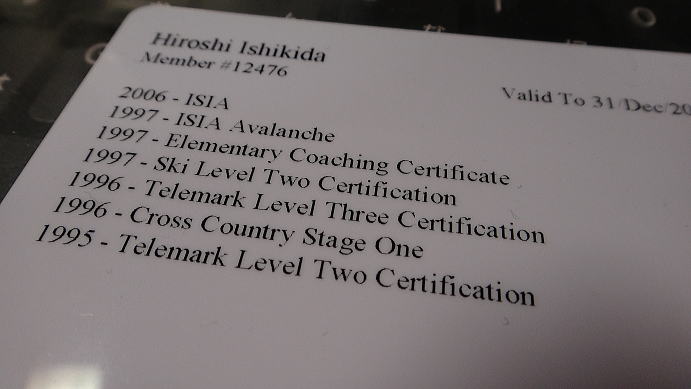 Hiroshi Ishikida
Member #12476
Valid To 31/Dec/20
2006 - ISIA
1997 - ISIA Avalanche
1997 - Elementary Coaching Certificate
1997 - Ski Level Two Certification
1996 - Telemark Level Three Certification
1996 - Cross Country Stage One
1995 - Telemark Level Two Certification